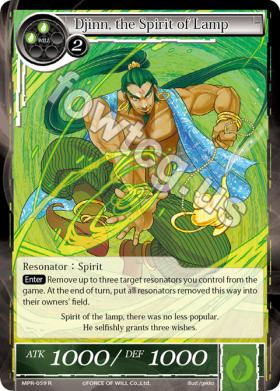 Djinn, the Spirit of Lamp
WILL
2
fowtcg.us
Resonator : Spirit
Enter Remove up to three target resonators you control from the
game. At the end of turn, put all resonators removed this way into
their owners' field.
Spirit of the lamp, there was no less popular.
He selfishly grants three wishes.
ATK 1000/ DEF 1000
MPR-059 R ©FORCE OF WILL Co.,Ltd. Illust/gekko